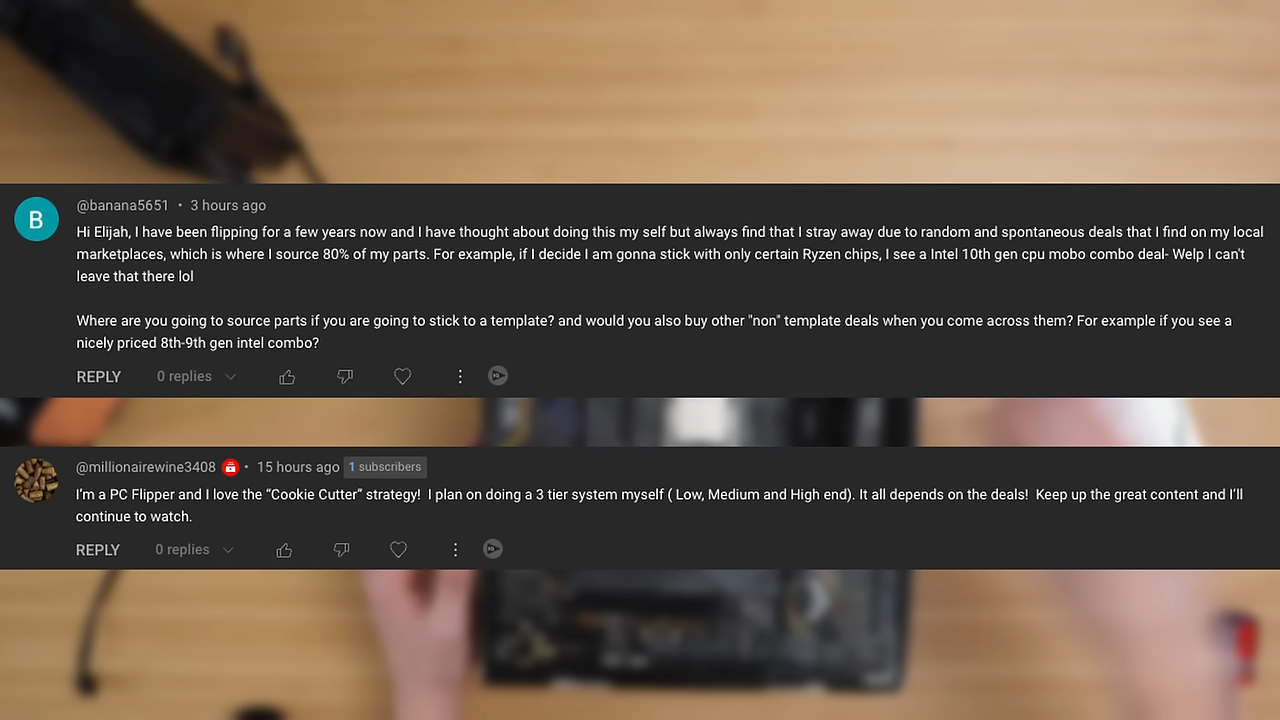 B
@banana5651 • 3 hours ago
Hi Elijah, I have been flipping for a few years now and I have thought about doing this my self but always find that I stray away due to random and spontaneous deals that I find on my local
marketplaces, which is where I source 80% of my parts. For example, if I decide I am gonna stick with only certain Ryzen chips, I see a Intel 10th gen cpu mobo combo deal- Welp I can't
leave that there lol
Where are you going to source parts if you are going to stick to a template? and would you also buy other "non" template deals when you come across them? For example if you see a
nicely priced 8th-9th gen intel combo?
REPLY 0 replies
@millionairewine3408 • 15 hours ago 1 subscribers
I’m a PC Flipper and I love the “Cookie Cutter” strategy! I plan on doing a 3 tier system myself ( Low, Medium and High end). It all depends on the deals! Keep up the great content and I’ll
continue to watch.
REPLY 0 replies